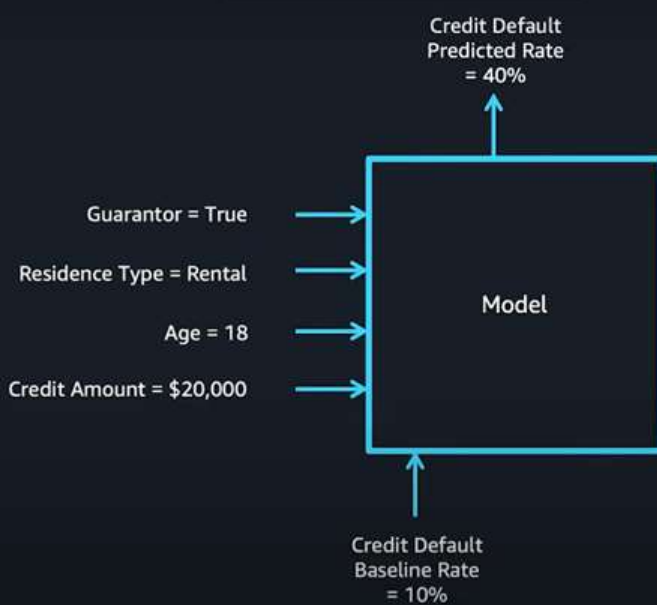 Credit Default
Predicted Rate
= 40%
Guarantor = True
Residence Type = Rental
Age = 18
Credit Amount = $20,000
Model
Credit Default
Baseline Rate
= 10%